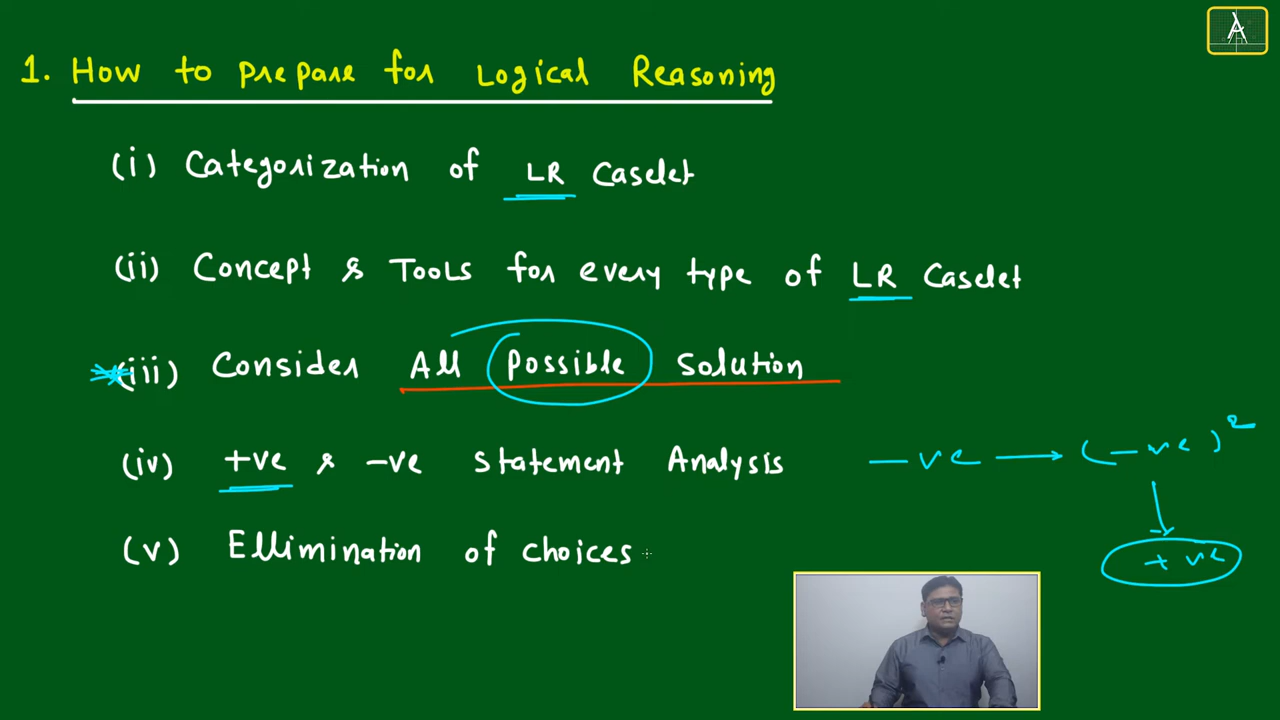 1. How to prepare for Logical Reasoning
(i) Categorization of LR Caselet
(ii) Concept & Tools for every type of LR Caselet
(iii) Consider All Possible Solution
(iv) +ve & -ve Statement Analysis -ve → (-ve)²
+ve
(v) Ellimination of choices